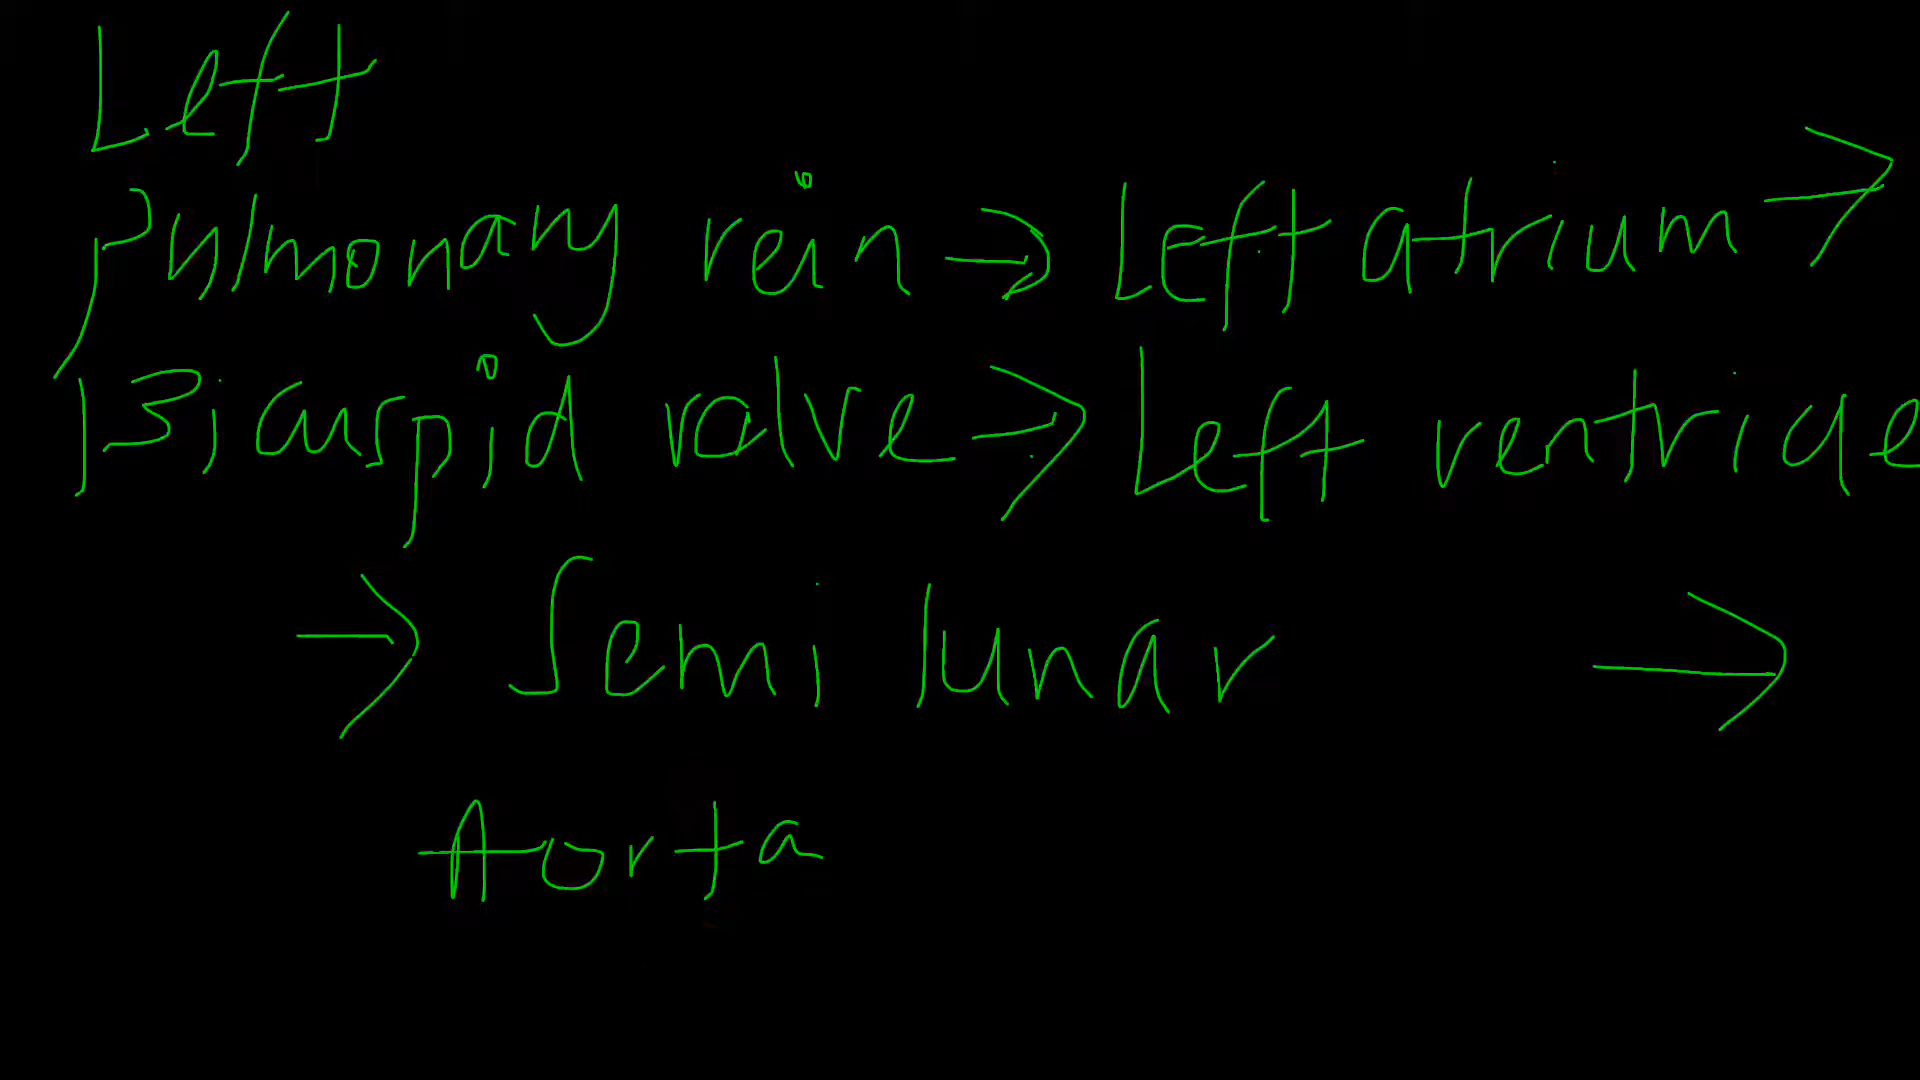 Left
Pulmonary vein → Left atrium →
Bicuspid valve → Left ventricle
→ Semi lunar →
Aorta